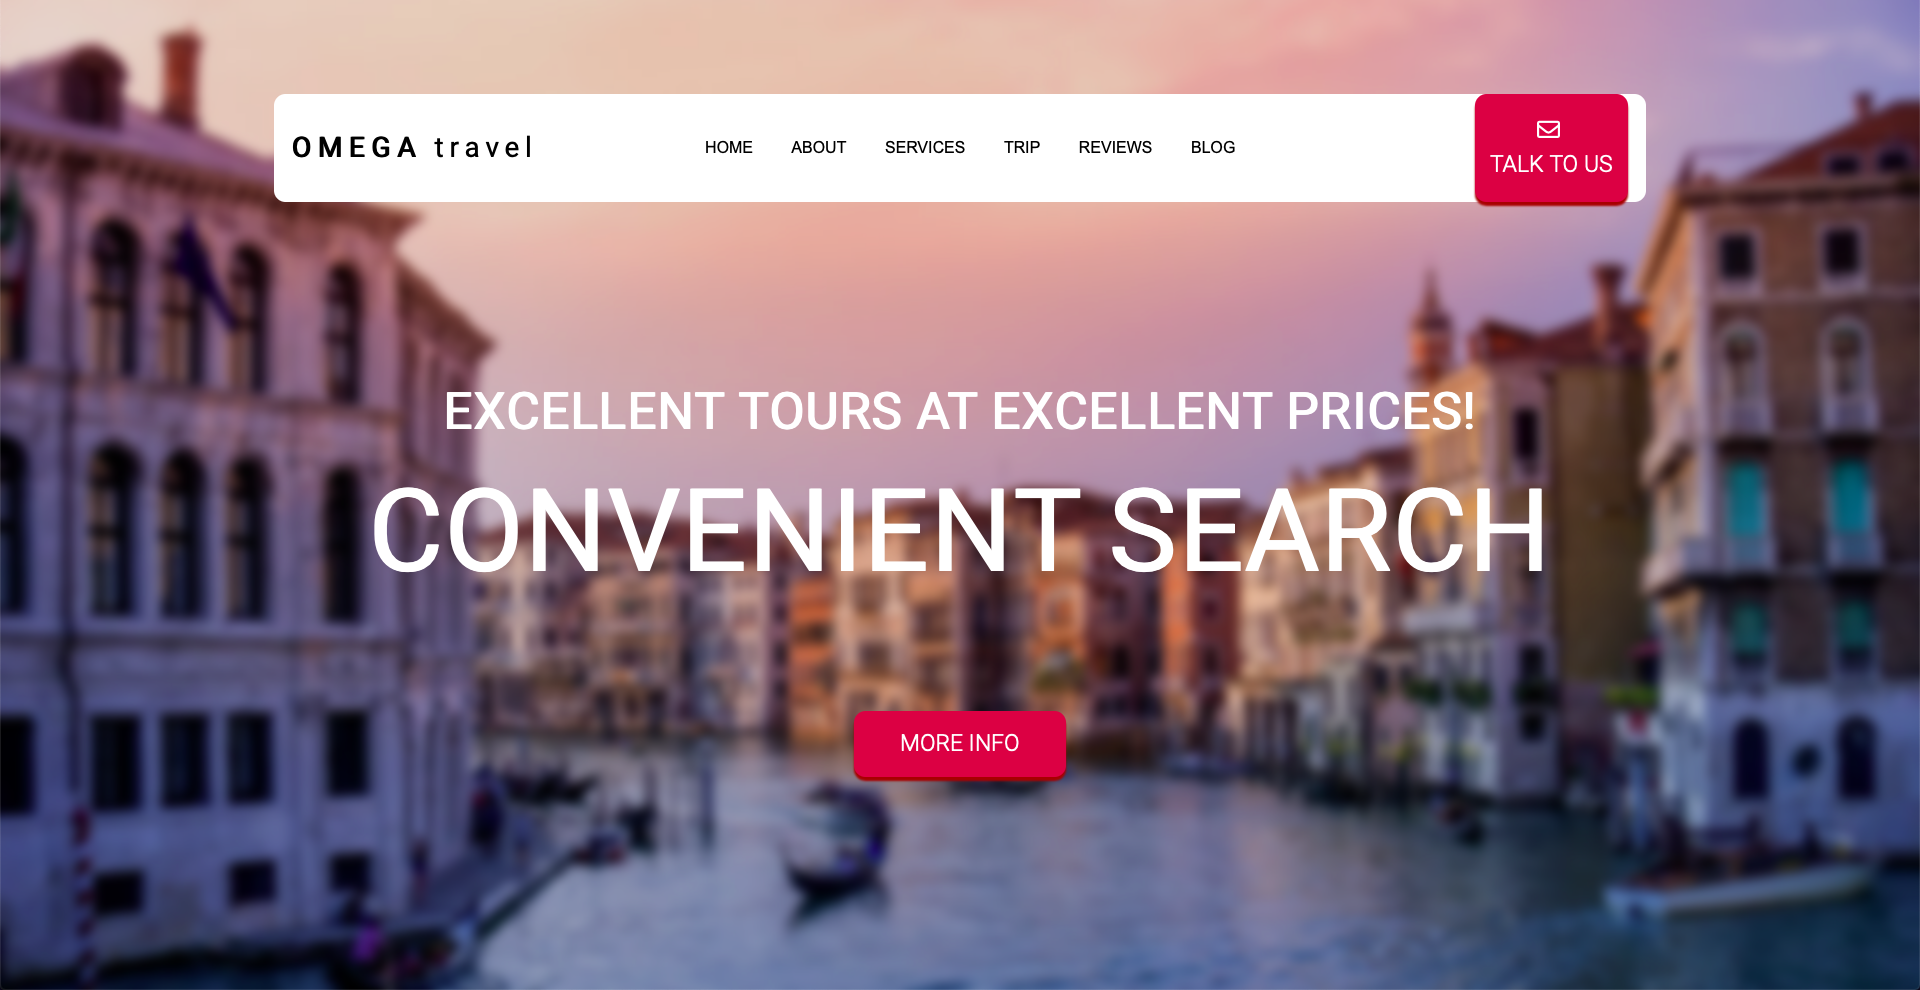 OMEGA travel
HOME ABOUT SERVICES TRIP REVIEWS BLOG
TALK TO US
EXCELLENT TOURS AT EXCELLENT PRICES!
CONVENIENT SEARCH
MORE INFO